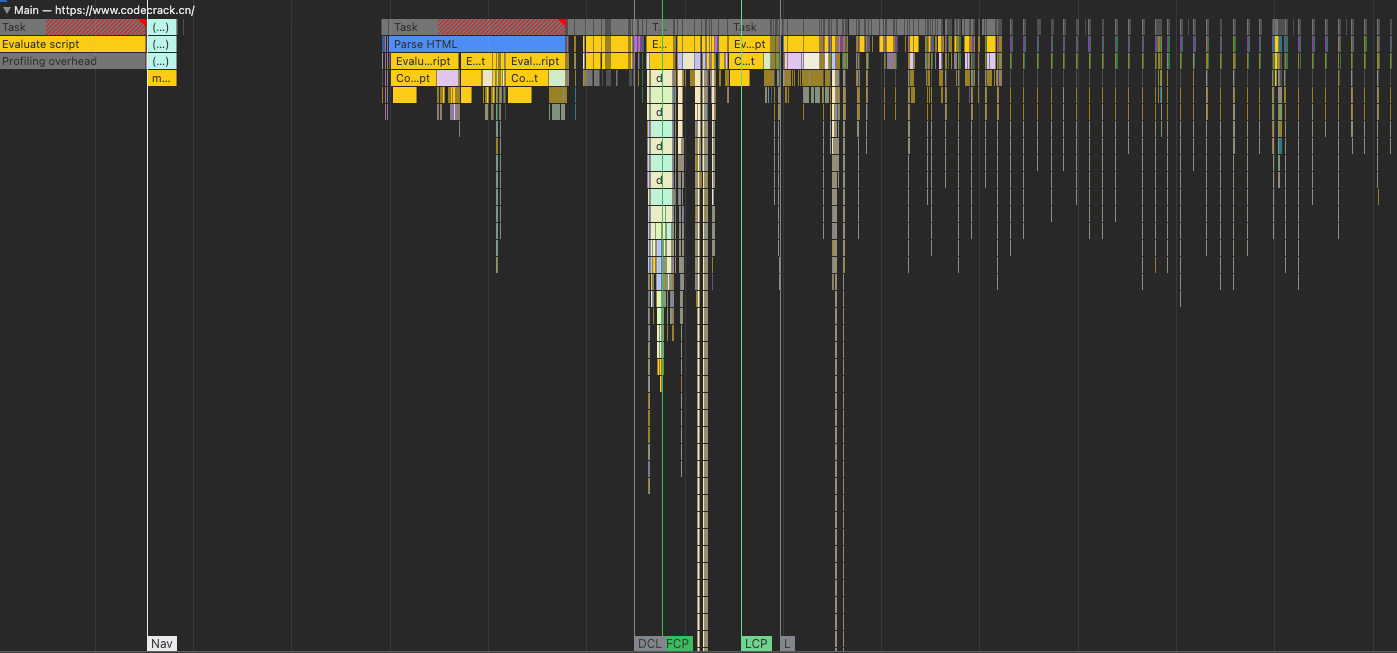 Main — https://www.codecrack.cn/
Task (...) Task T... Task
Evaluate script (...) Parse HTML E... Ev...pt
Profiling overhead (...) Evalu...ript E...t Eval...ript C...t
m... Co...pt Co...t d
d
d
d
Nav DCL FCP LCP L